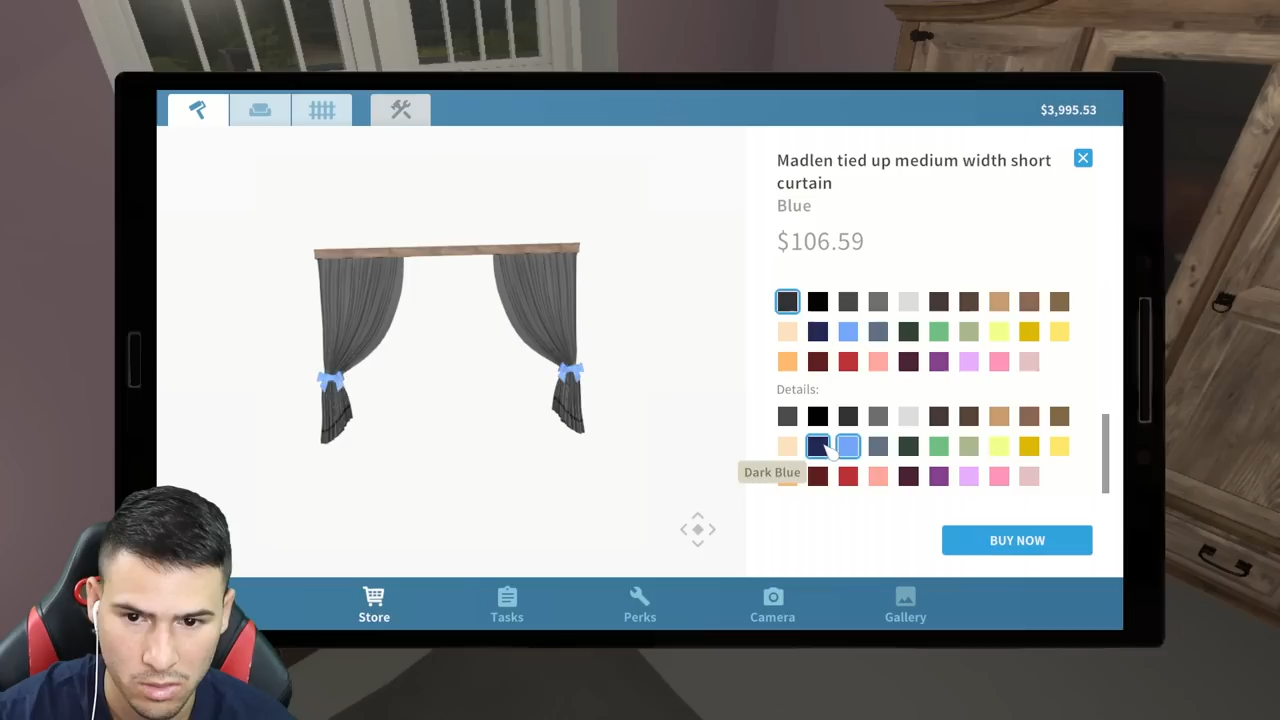 $3,995.53
Madlen tied up medium width short
curtain
Blue
$106.59
Details:
Dark Blue
BUY NOW
Store
Tasks
Perks
Camera
Gallery